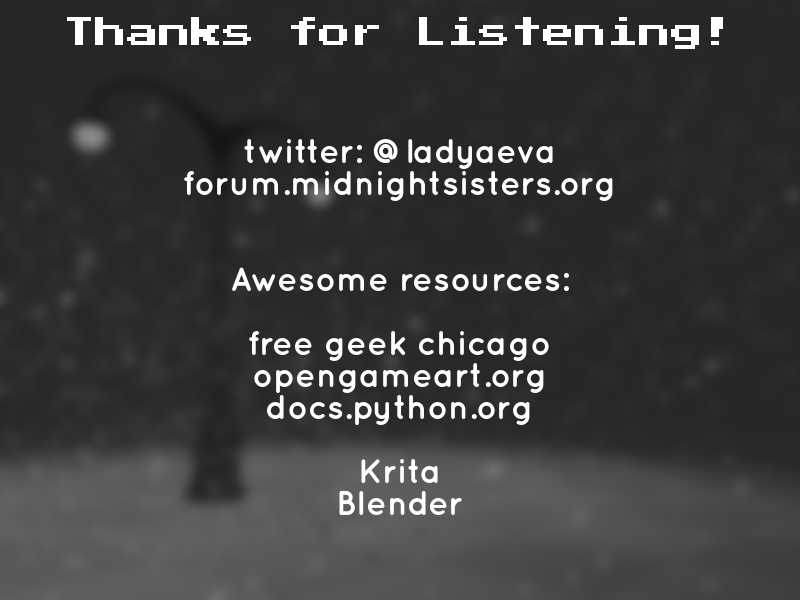 Thanks for Listening!
twitter: @ladyaeva
forum.midnightsisters.org
Awesome resources:
free geek chicago
opengameart.org
docs.python.org
Krita
Blender